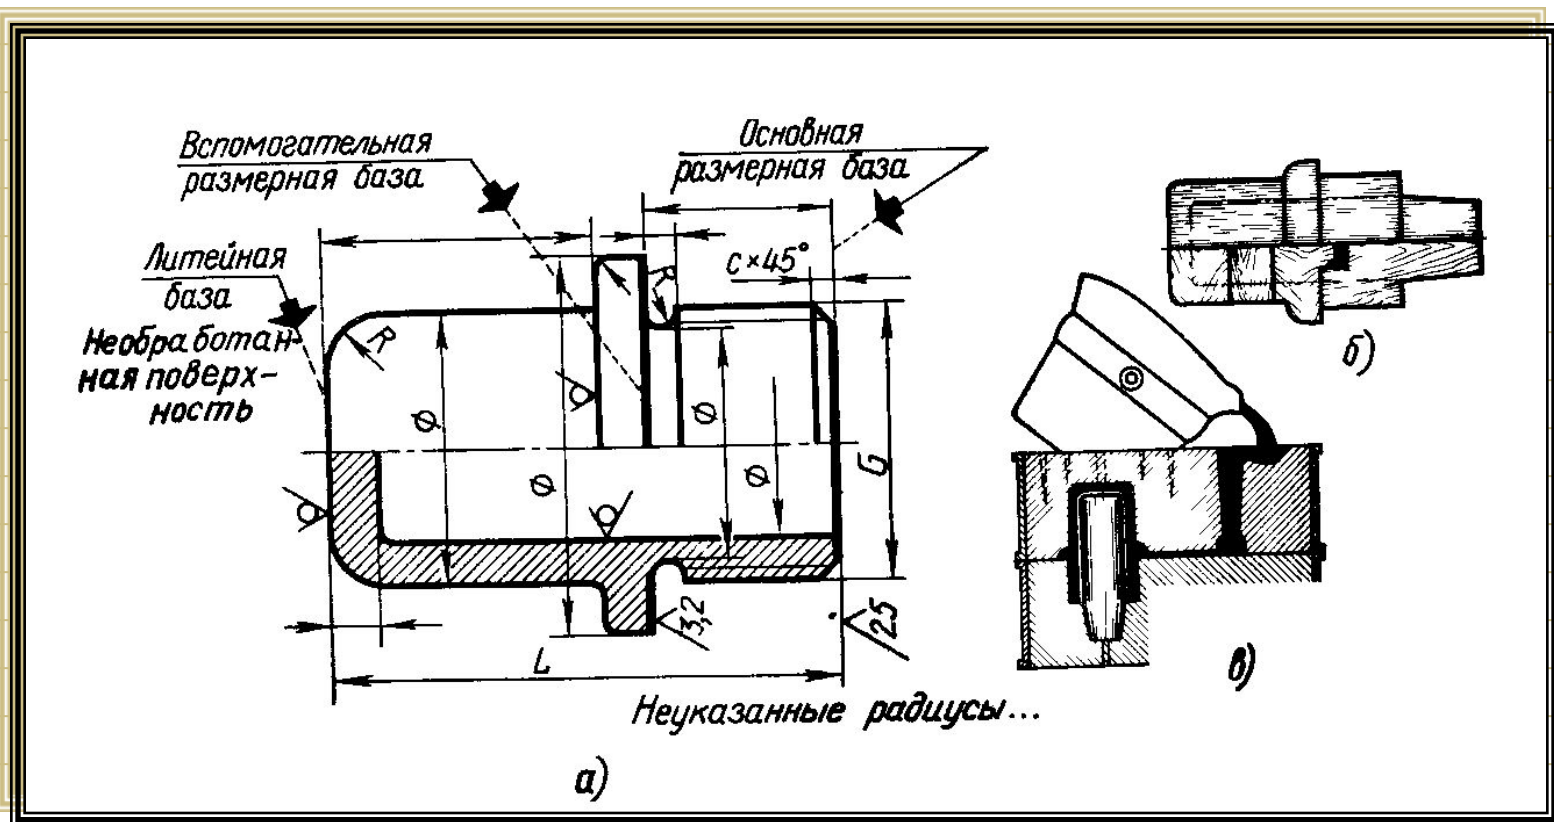 Вспомогательная
размерная база
Основная
размерная база
Литейная
база
Необработан-
ная поверх-
ность
R
R
c×45°
Ø
Ø
Ø
Ø
G
3,2
25
L
Неуказанные радиусы...
а)
б)
в)